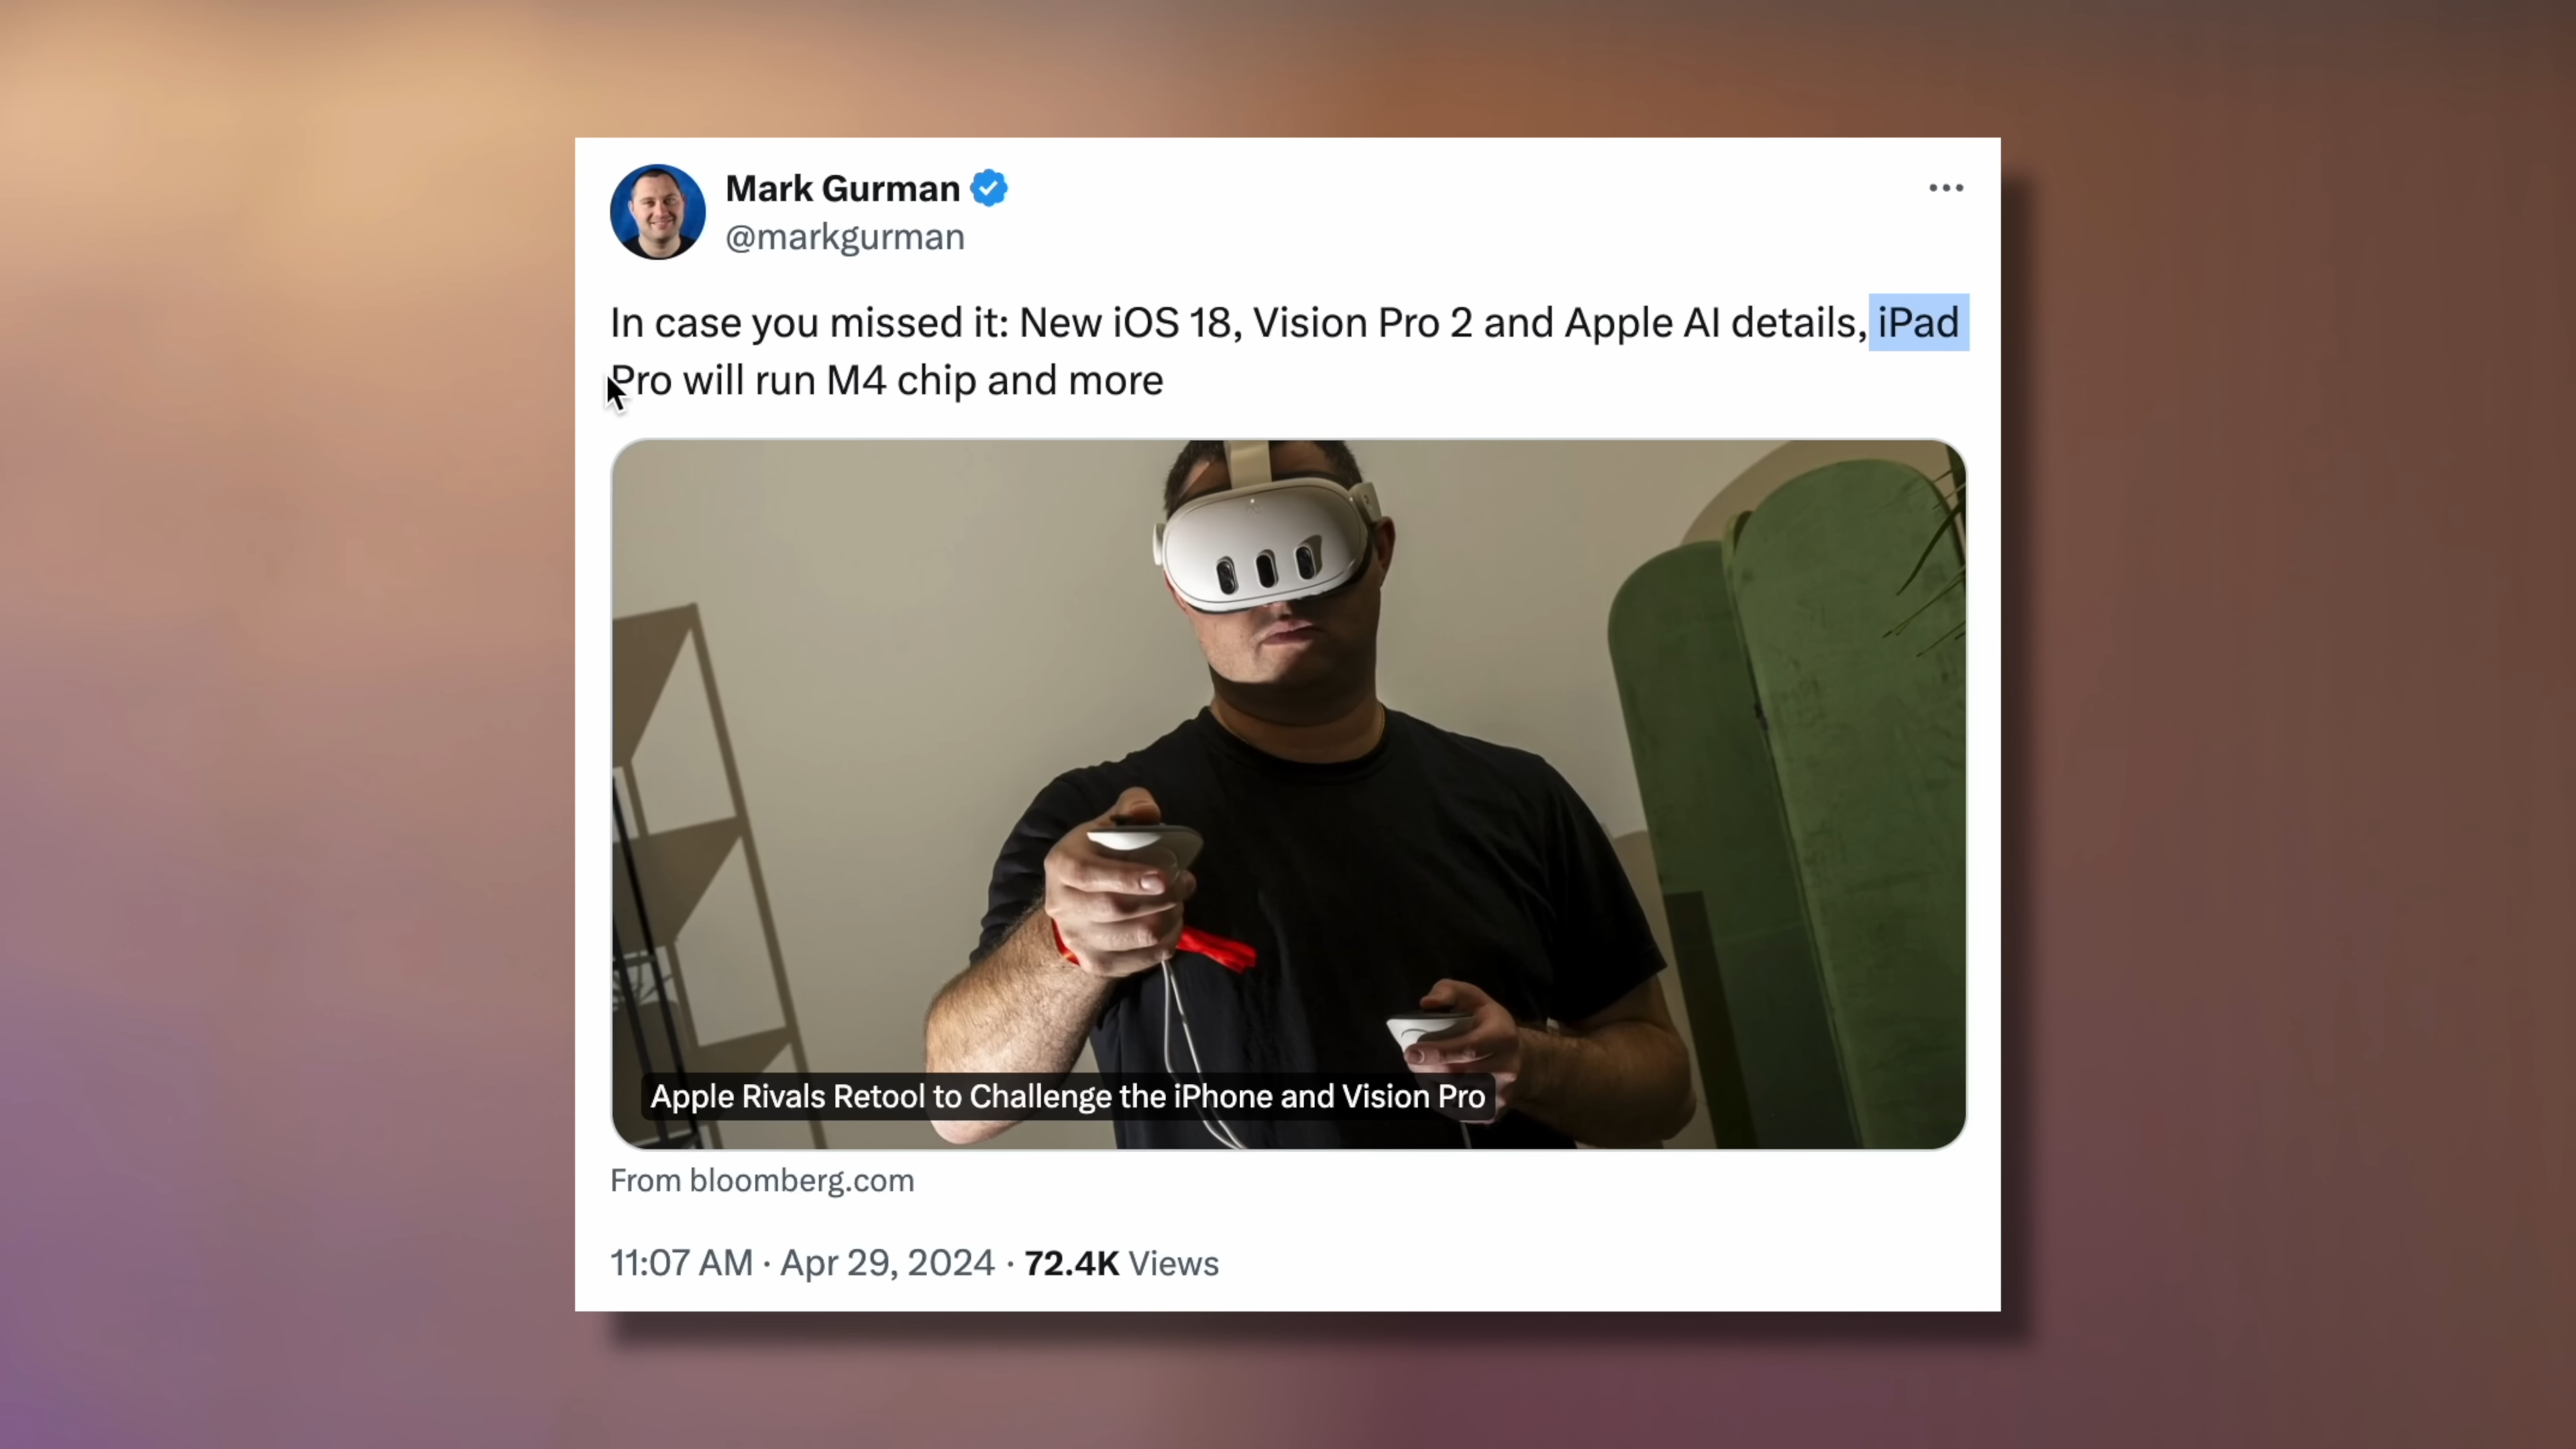 Mark Gurman
@markgurman
In case you missed it: New iOS 18, Vision Pro 2 and Apple AI details, iPad
Pro will run M4 chip and more
Apple Rivals Retool to Challenge the iPhone and Vision Pro
From bloomberg.com
11:07 AM · Apr 29, 2024 · 72.4K Views